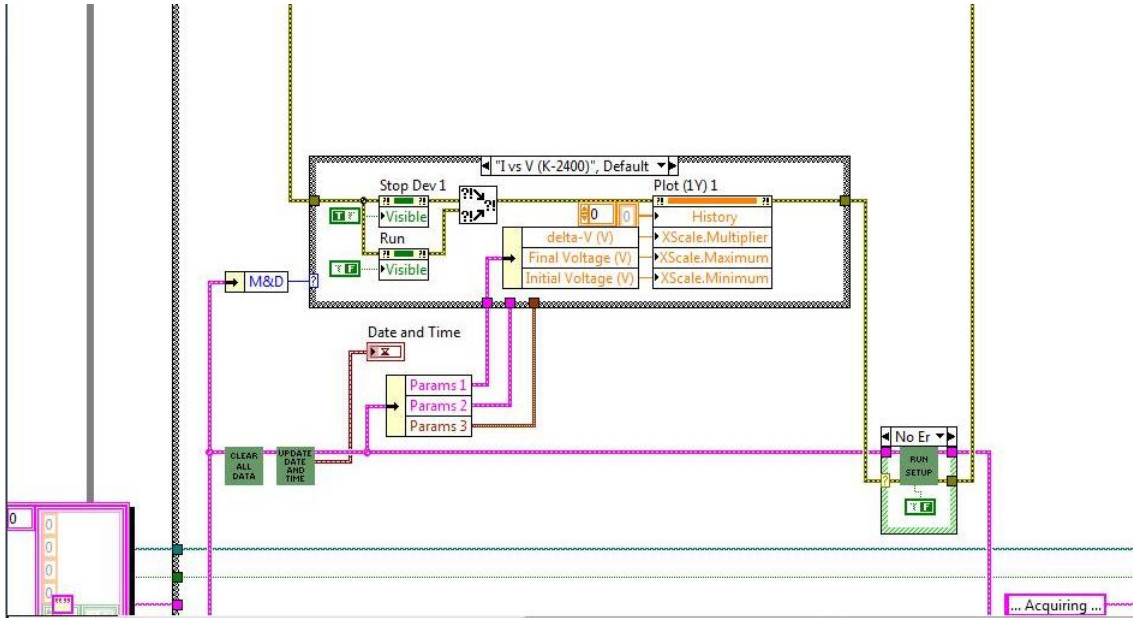 "I vs V (K-2400)", Default
Stop Dev 1
Plot (1Y) 1
?!
?!
?!
?!
?!
?!
?!
T F
Visible
0
0
History
Run
delta-V (V)
XScale.Multiplier
?!
?!
Final Voltage (V)
XScale.Maximum
T F
Visible
Initial Voltage (V)
XScale.Minimum
M&D
?
Date and Time
Params 1
Params 2
Params 3
No Er
CLEAR
ALL
DATA
UPDATE
DATE
AND
TIME
RUN
SETUP
?
T F
0
0
0
0
0
... Acquiring ...